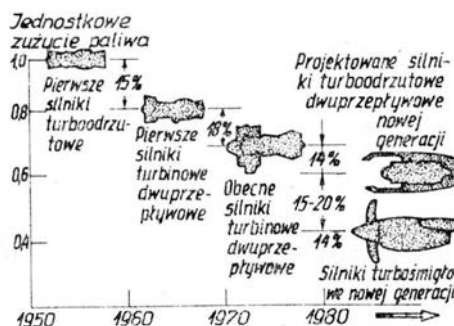 Jednostkowe
zużycie paliwa
1,0
0,8
0,6
0,4
15%
Pierwsze
silniki
turboodrzu-
towe
18%
Pierwsze
silniki
turbinowe
dwuprze-
pływowe
14%
15-20%
14%
Obecne
silniki
turbinowe
dwuprze-
pływowe
Projektowane silni-
ki turboodrzutowe
dwuprzepływowe
nowej
generacji
Silniki turbośmigło-
we nowej generacji
1950
1960
1970
1980